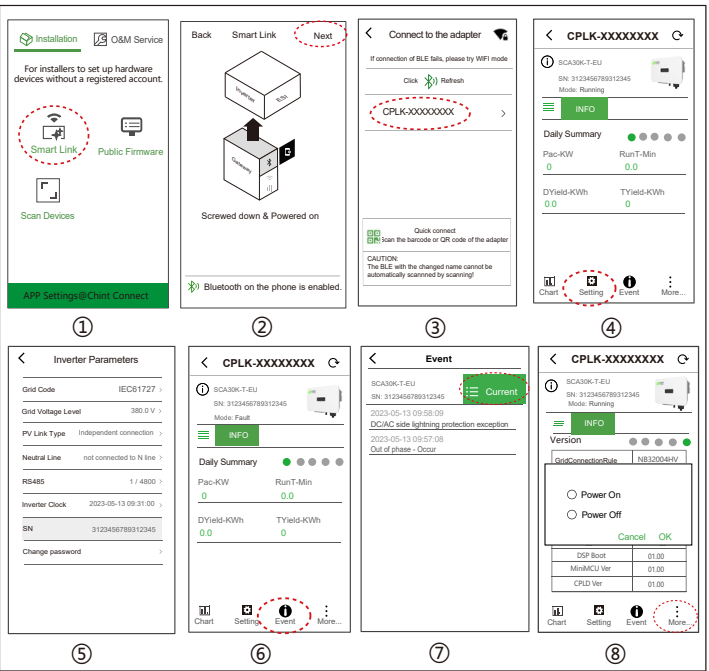 Installation
O&M Service
For installers to set up hardware
devices without a registered account.
Smart Link
Public Firmware
Scan Devices
APP Settings@Chint Connect
①
Back
Smart Link
Next
Inverter
ESI
Gateway
Screwed down & Powered on
Bluetooth on the phone is enabled.
②
Connect to the adapter
If connection of BLE fails, please try WIFI mode
Click
Refresh
CPLK-XXXXXXXX
Quick connect
Scan the barcode or QR code of the adapter
CAUTION:
The BLE with the changed name cannot be
automatically scannned by scanning!
③
CPLK-XXXXXXXX
SCA30K-T-EU
SN: 3123456789312345
Mode: Running
INFO
Daily Summary
Pac-KW
RunT-Min
0
0.0
DYield-KWh
TYield-KWh
0.0
0
Chart
Setting
Event
More...
④
Inverter Parameters
Grid Code
IEC61727
Grid Voltage Level
380.0 V
PV Link Type
Independent connection
Neutral Line
not connected to N line
RS485
1 / 4800
Inverter Clock
2023-05-13 09:31:00
SN
3123456789312345
Change password
⑤
CPLK-XXXXXXXX
SCA30K-T-EU
SN: 3123456789312345
Mode: Fault
INFO
Daily Summary
Pac-KW
RunT-Min
0
0.0
DYield-KWh
TYield-KWh
0.0
0
Chart
Setting
Event
More...
⑥
Event
SCA30K-T-EU
SN: 3123456789312345
Current
2023-05-13 09:58:09
DC/AC side lightning protection exception
2023-05-13 09:57:08
Out of phase - Occur
⑦
CPLK-XXXXXXXX
SCA30K-T-EU
SN: 3123456789312345
Mode: Running
INFO
Version
GridConnectionRule
NB32004HV
Power On
Power Off
Cancel
OK
DSP Boot
01.00
MiniMCU Ver
01.00
CPLD Ver
01.00
Chart
Setting
Event
More...
⑧